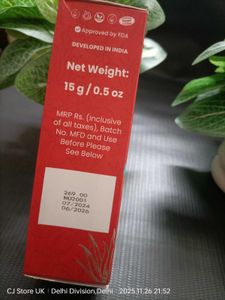 Approved by FDA
DEVELOPED IN INDIA
Net Weight:
15 g / 0.5 oz
MRP Rs. (Inclusive
of all taxes), Batch
No. MFD and Use
Before Please
See Below
269.00
NU2001
07/2024
06/2026
CJ Store UK | Delhi Division,Delhi 2025.11.26 21:52